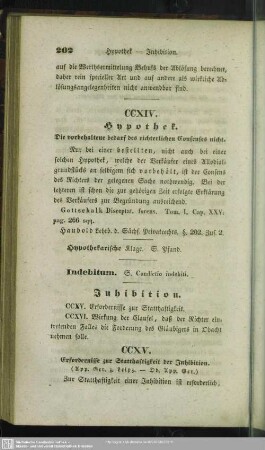 202 Hypothek — Inhibition.
auf die Werthsermittelung Behufs der Ablösung berechnet,
daher rein specieller Art und auf andere als wirkliche Ab-
lösungsangelegenheiten nicht anwendbar sind.
CCXIV.
Hypothek.
Die vorbehaltene bedarf des richterlichen Consenses nicht.
Nur bei einer bestellten, nicht auch bei einer
solchen Hypothek, welche der Verkäufer eines Allodial-
grundstücks an selbigem sich vorbehält, ist der Consens
des Richters der gelegenen Sache nothwendig. Bei der
letzteren ist schon die zur gehörigen Zeit erfolgte Erklärung
des Verkäufers zur Begründung ausreichend.
Gottschalk Disceptat. forens. Tom. I. Cap. XXV.
pag. 266 sqq.
Haubold Lehrb. d. Sächs. Privatrechts. §. 202. Zus. 2.
Hypothekarische Klage. S. Pfand.
Indebitum. S. Condictio indebiti.
Inhibition.
CCXV. Erfordernisse zur Statthaftigkeit.
CCXVI. Wirkung der Clausel, daß der Richter ein-
tretenden Falles die Forderung des Gläubigers in Obacht
nehmen solle.
CCXV.
Erfordernisse zur Statthaftigkeit der Inhibition.
(App. Ger. z. Leipz. — Ob. App. Ger.)
Zur Statthaftigkeit einer Inhibition ist erforderlich,